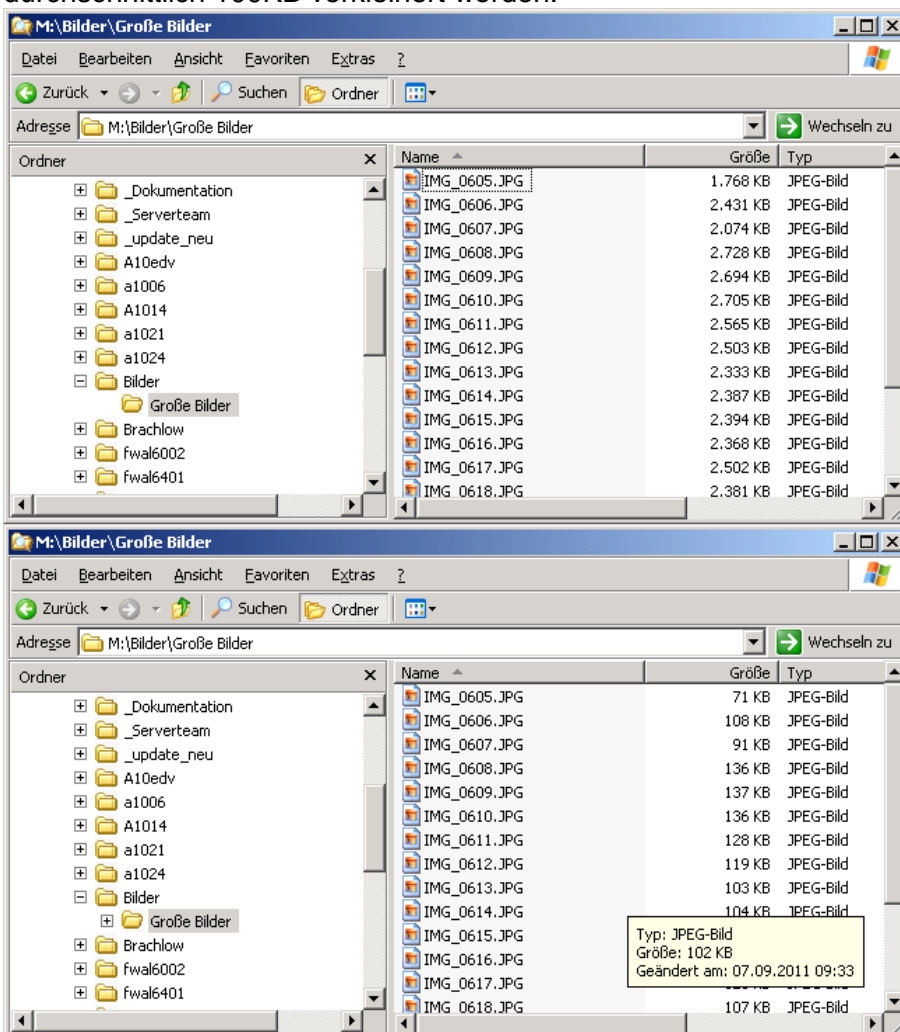 durchschnittlich verkleinert werden.
M:\Bilder\Große Bilder
Datei Bearbeiten Ansicht Favoriten Extras ?
Zurück Suchen Ordner
Adresse M:\Bilder\Große Bilder Wechseln zu
Ordner
_Dokumentation
_Serverteam
_update_neu
A10edv
a1006
A1014
a1021
a1024
Bilder
Große Bilder
Brachlow
fwal6002
fwal6401
Name Größe Typ
IMG_0605.JPG 1.768 KB JPEG-Bild
IMG_0606.JPG 2.431 KB JPEG-Bild
IMG_0607.JPG 2.074 KB JPEG-Bild
IMG_0608.JPG 2.728 KB JPEG-Bild
IMG_0609.JPG 2.694 KB JPEG-Bild
IMG_0610.JPG 2.705 KB JPEG-Bild
IMG_0611.JPG 2.565 KB JPEG-Bild
IMG_0612.JPG 2.503 KB JPEG-Bild
IMG_0613.JPG 2.333 KB JPEG-Bild
IMG_0614.JPG 2.387 KB JPEG-Bild
IMG_0615.JPG 2.394 KB JPEG-Bild
IMG_0616.JPG 2.368 KB JPEG-Bild
IMG_0617.JPG 2.502 KB JPEG-Bild
IMG_0618.JPG 2.381 KB JPEG-Bild
M:\Bilder\Große Bilder
Datei Bearbeiten Ansicht Favoriten Extras ?
Zurück Suchen Ordner
Adresse M:\Bilder\Große Bilder Wechseln zu
Ordner
_Dokumentation
_Serverteam
_update_neu
A10edv
a1006
A1014
a1021
a1024
Bilder
Große Bilder
Brachlow
fwal6002
fwal6401
Name Größe Typ
IMG_0605.JPG 71 KB JPEG-Bild
IMG_0606.JPG 108 KB JPEG-Bild
IMG_0607.JPG 91 KB JPEG-Bild
IMG_0608.JPG 136 KB JPEG-Bild
IMG_0609.JPG 137 KB JPEG-Bild
IMG_0610.JPG 136 KB JPEG-Bild
IMG_0611.JPG 128 KB JPEG-Bild
IMG_0612.JPG 119 KB JPEG-Bild
IMG_0613.JPG 103 KB JPEG-Bild
IMG_0614.JPG 104 KB JPEG-Bild
IMG_0615.JPG
IMG_0616.JPG
IMG_0617.JPG
IMG_0618.JPG 107 KB JPEG-Bild
Typ: JPEG-Bild
Größe: 102 KB
Geändert am: 07.09.2011 09:33